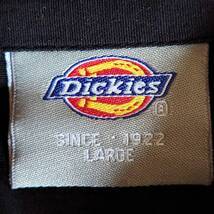 Dickies
®
SINCE · 1922
LARGE